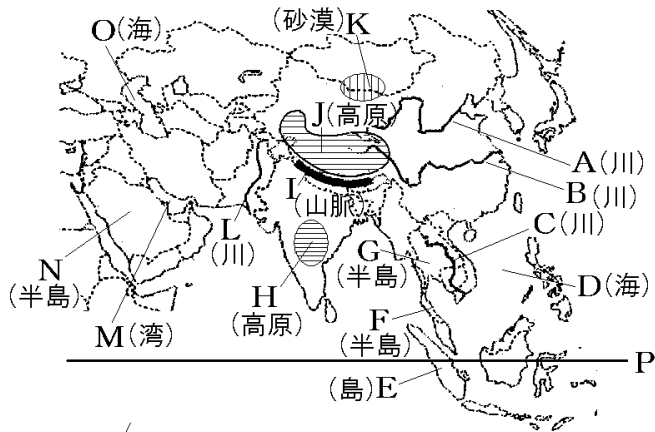 O(海)
(砂漠)K
J(高原)
A(川)
B(川)
I
(山脈)
L
(川)
C(川)
G
(半島)
N
(半島)
H
(高原)
D(海)
M(湾)
F
(半島)
P
(島)E